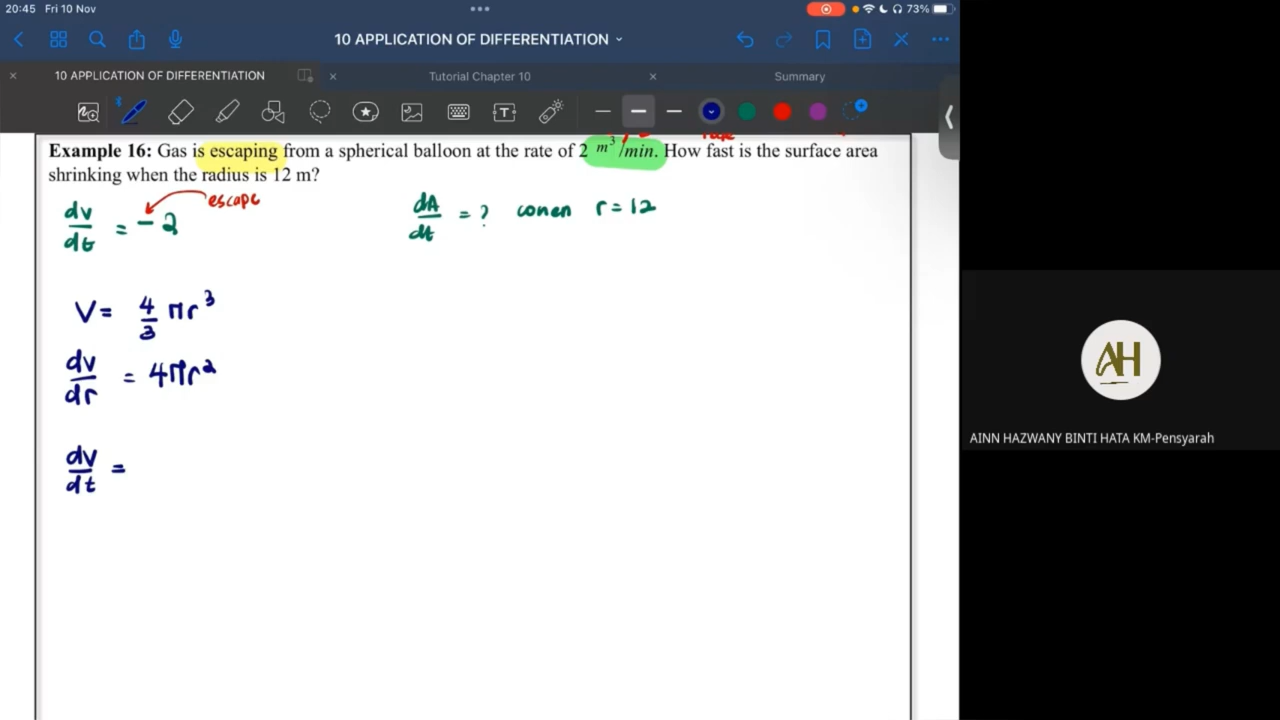 20:45 Fri 10 Nov
73%
10 APPLICATION OF DIFFERENTIATION
10 APPLICATION OF DIFFERENTIATION
Tutorial Chapter 10
Summary
Example 16: Gas is escaping from a spherical balloon at the rate of 2 m³/min. How fast is the surface area
shrinking when the radius is 12 m?
dv/dt = -2
escape
dA/dt = ? when r = 12
V = 4/3 πr³
dv/dr = 4πr²
dv/dt =
AH
AINN HAZWANY BINTI HATA KM-Pensyarah